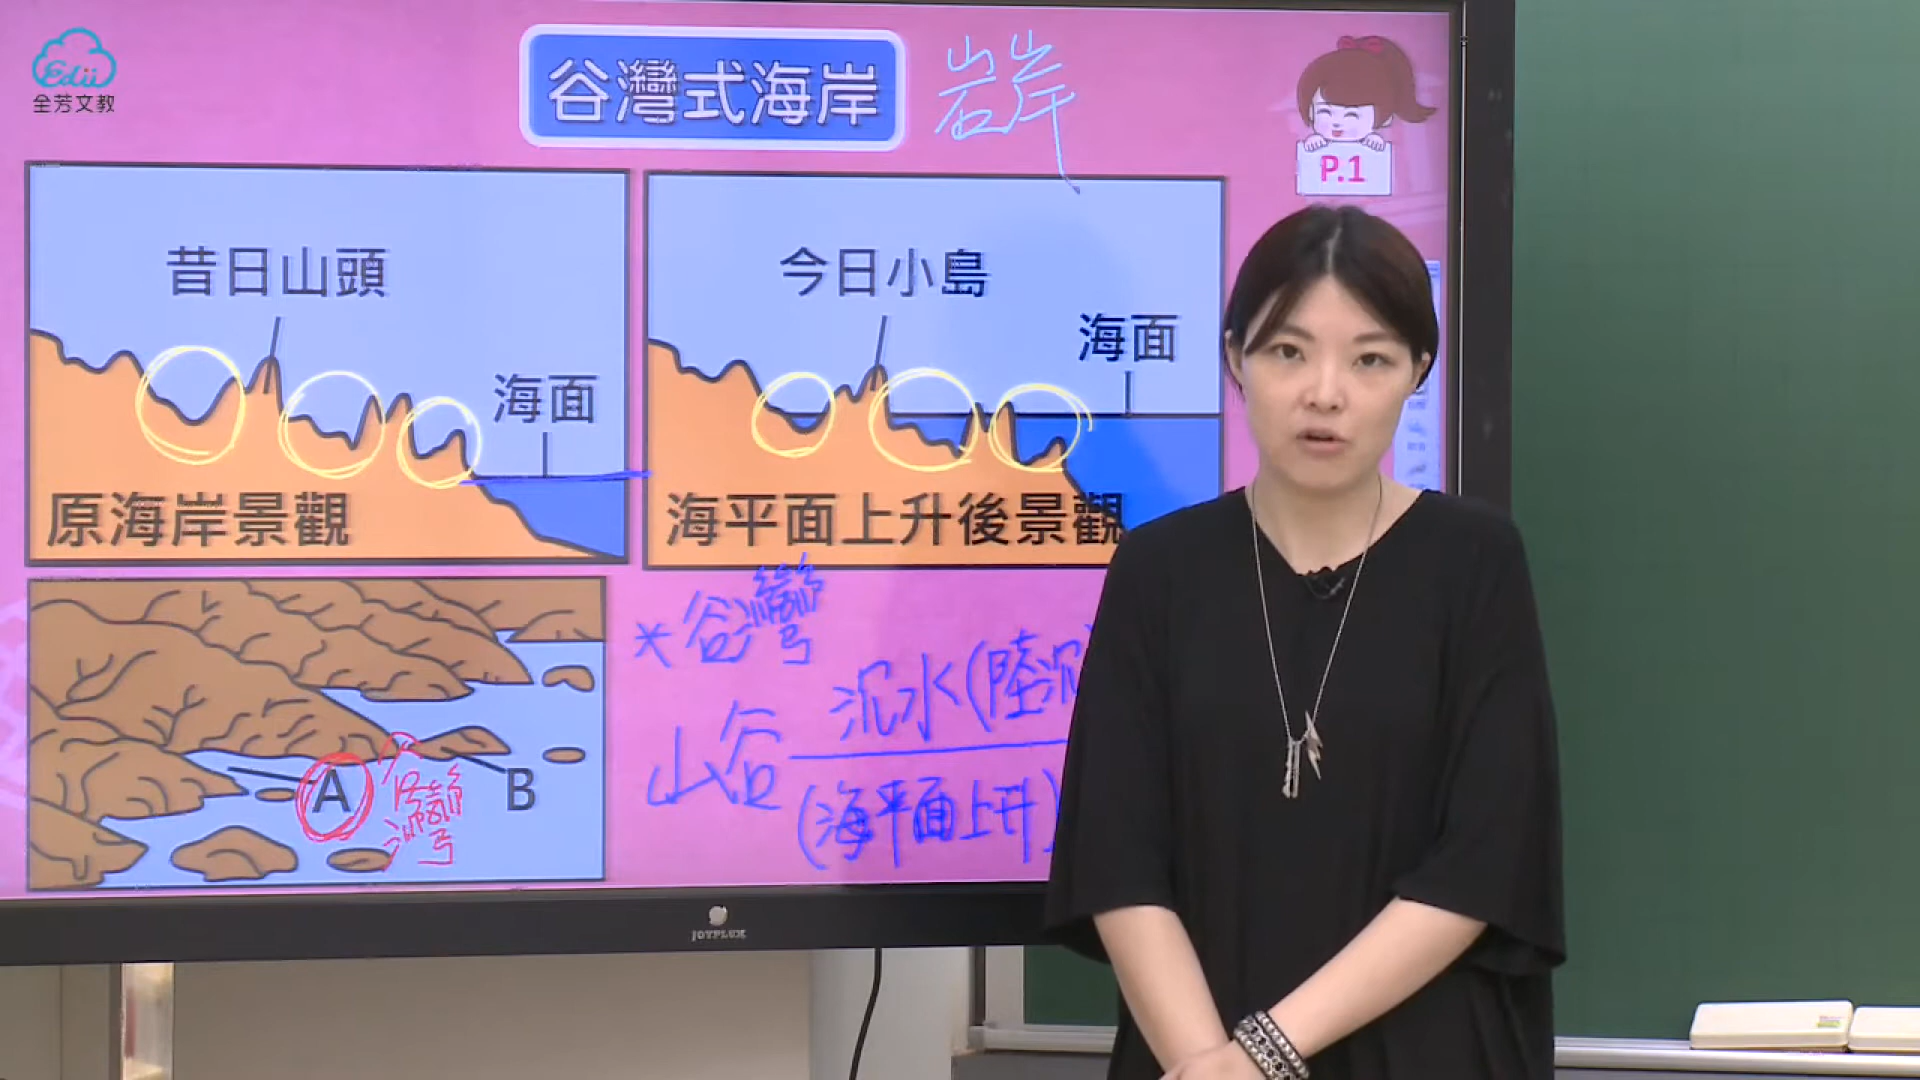 Edii
全芳文教
谷灣式海岸
岩岸
P.1
昔日山頭
海面
原海岸景觀
今日小島
海面
海平面上升後景觀
*谷灣
山谷 沉水(陸沉
(海平面上升)
A 谷灣
B
JOYPLUX